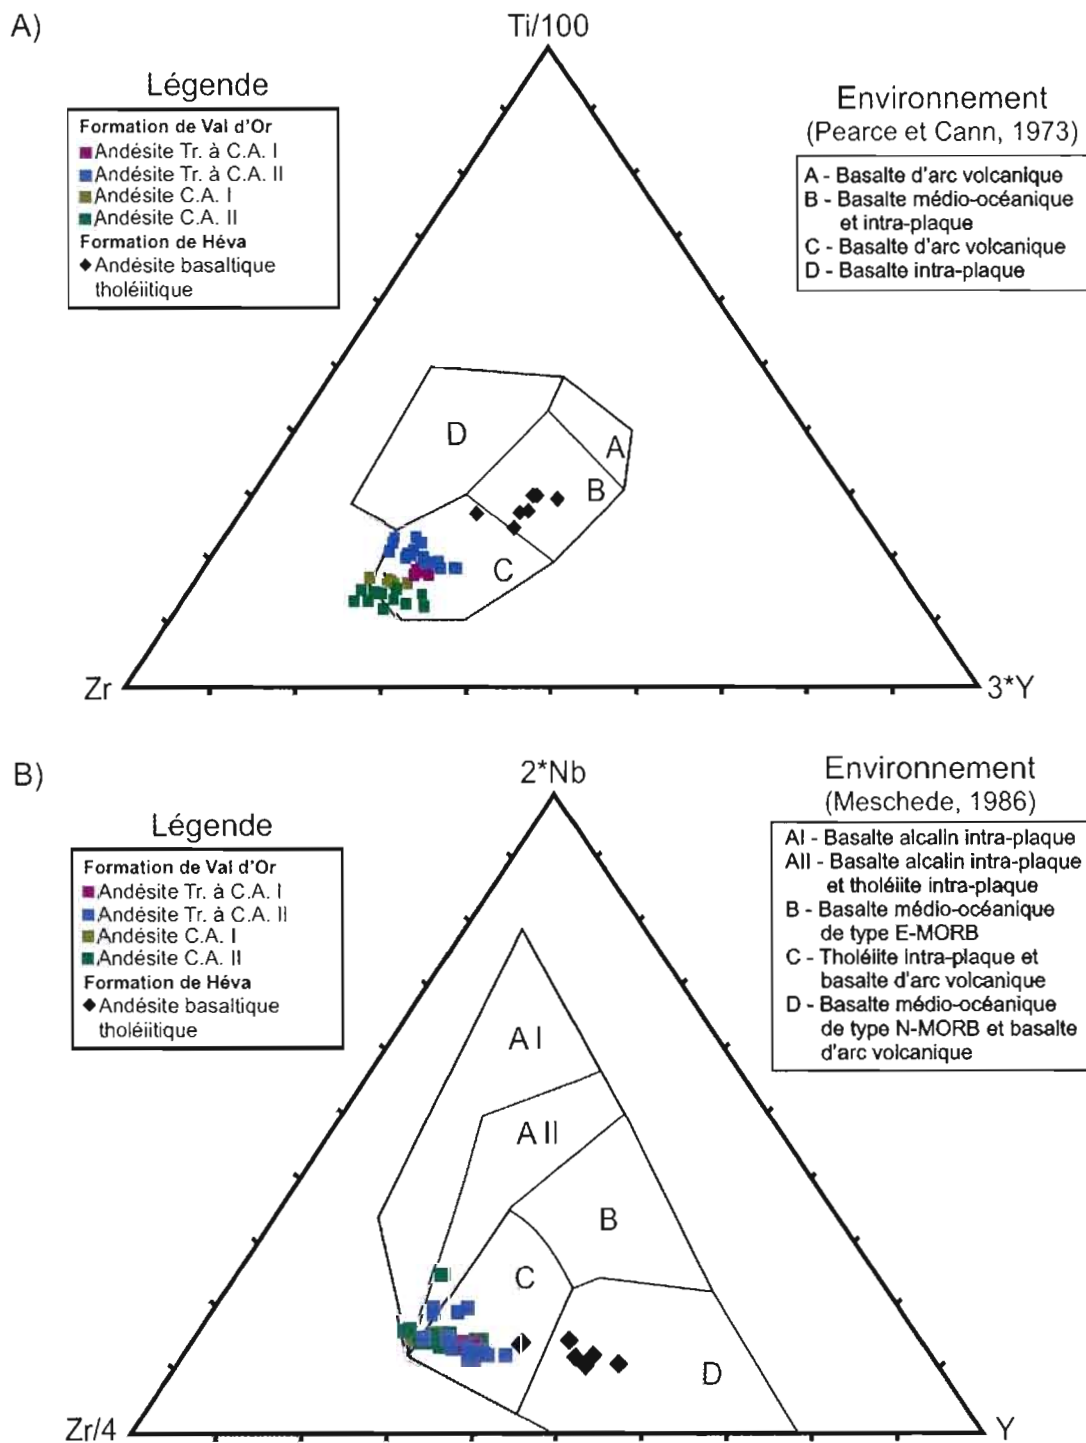 A)
Ti/100
Légende
Formation de Val d'Or
Andésite Tr. à C.A. I
Andésite Tr. à C.A. II
Andésite C.A. I
Andésite C.A. II
Formation de Héva
Andésite basaltique
tholéiitique
Environnement
(Pearce et Cann, 1973)
A - Basalte d'arc volcanique
B - Basalte médio-océanique
et intra-plaque
C - Basalte d'arc volcanique
D - Basalte intra-plaque
D
A
B
C
Zr
3*Y
B)
2*Nb
Légende
Formation de Val d'Or
Andésite Tr. à C.A. I
Andésite Tr. à C.A. II
Andésite C.A. I
Andésite C.A. II
Formation de Héva
Andésite basaltique
tholéiitique
Environnement
(Meschede, 1986)
AI - Basalte alcalin intra-plaque
AII - Basalte alcalin intra-plaque
et tholéiite intra-plaque
B - Basalte médio-océanique
de type E-MORB
C - Tholéiite intra-plaque et
basalte d'arc volcanique
D - Basalte médio-océanique
de type N-MORB et basalte
d'arc volcanique
A I
A II
B
C
D
Zr/4
Y